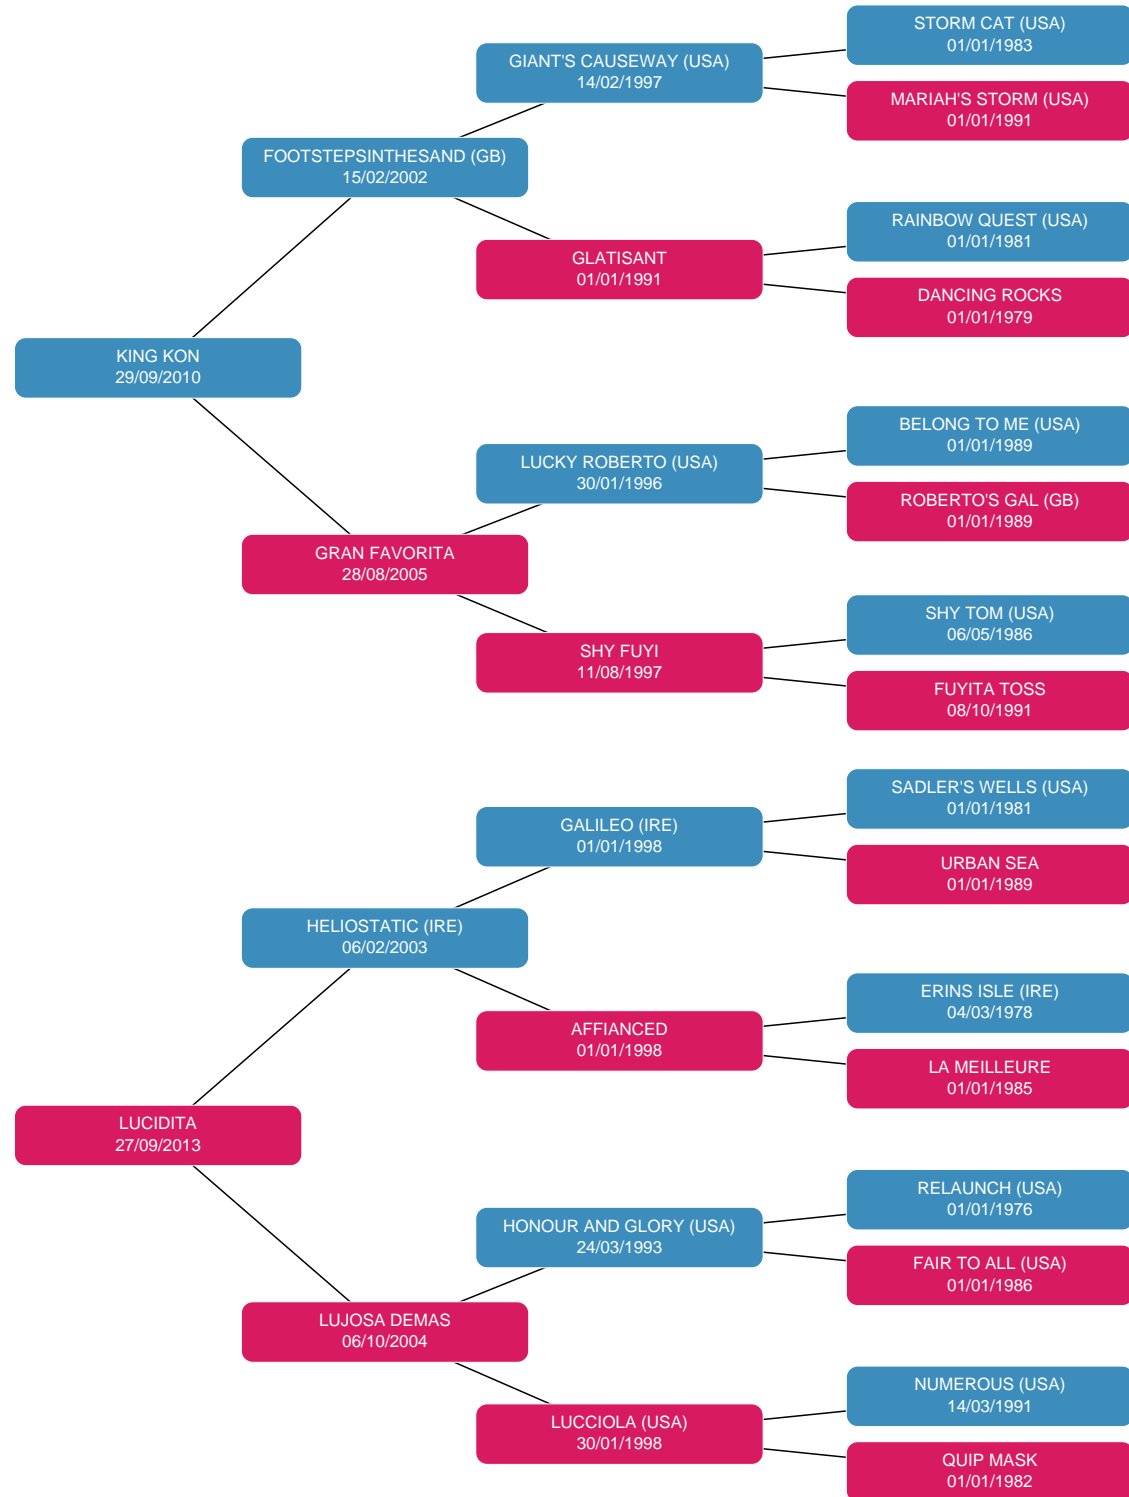 STORM CAT (USA)
01/01/1983
GIANT'S CAUSEWAY (USA)
14/02/1997
MARIAH'S STORM (USA)
01/01/1991
FOOTSTEPSINTHESAND (GB)
15/02/2002
RAINBOW QUEST (USA)
01/01/1981
GLATISANT
01/01/1991
DANCING ROCKS
01/01/1979
KING KON
29/09/2010
BELONG TO ME (USA)
01/01/1989
LUCKY ROBERTO (USA)
30/01/1996
ROBERTO'S GAL (GB)
01/01/1989
GRAN FAVORITA
28/08/2005
SHY TOM (USA)
06/05/1986
SHY FUYI
11/08/1997
FUYITA TOSS
08/10/1991
SADLER'S WELLS (USA)
01/01/1981
GALILEO (IRE)
01/01/1998
URBAN SEA
01/01/1989
HELIOSTATIC (IRE)
06/02/2003
ERINS ISLE (IRE)
04/03/1978
AFFIANCED
01/01/1998
LA MEILLEURE
01/01/1985
LUCIDITA
27/09/2013
RELAUNCH (USA)
01/01/1976
HONOUR AND GLORY (USA)
24/03/1993
FAIR TO ALL (USA)
01/01/1986
LUJOSA DEMAS
06/10/2004
NUMEROUS (USA)
14/03/1991
LUCCIOLA (USA)
30/01/1998
QUIP MASK
01/01/1982